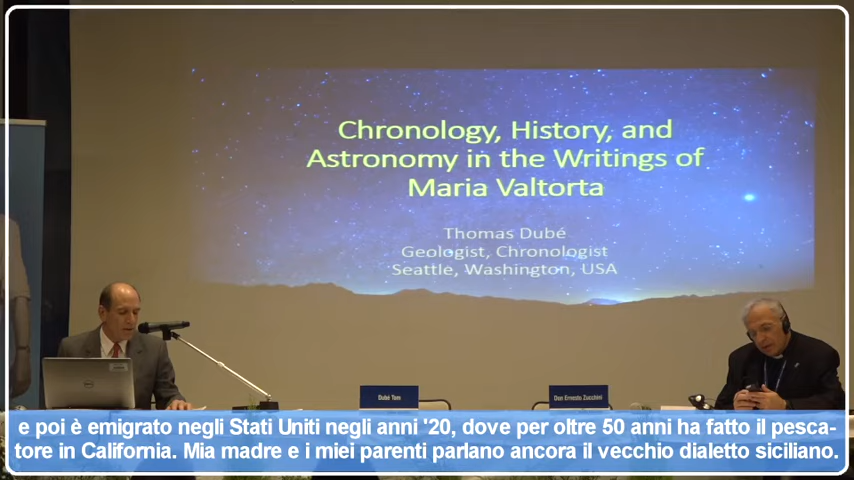 Chronology, History, and
Astronomy in the Writings of
Maria Valtorta
Thomas Dubé
Geologist, Chronologist
Seattle, Washington, USA
Dubé Tom
Don Ernesto Zucchini
DELL
e poi è emigrato negli Stati Uniti negli anni '20, dove per oltre 50 anni ha fatto il pesca-
tore in California. Mia madre e i miei parenti parlano ancora il vecchio dialetto siciliano.